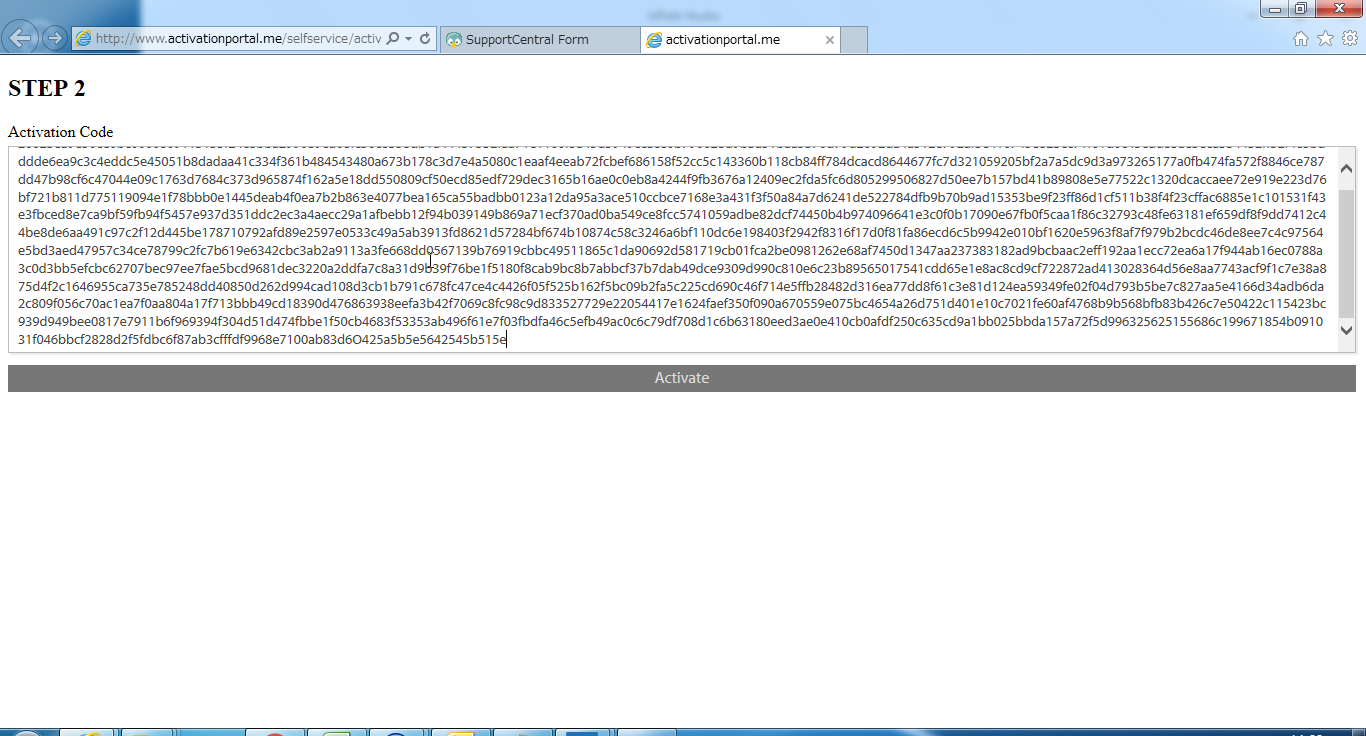 http://www.activationportal.me/selfservice/activ
SupportCentral Form
activationportal.me
STEP 2
Activation Code
ddde6ea9c3c4eddc5e45051b8dadaa41c334f361b484543480a673b178c3d7e4a5080c1eaaf4eeab72fcbef686158f52cc5c143360b118cb84ff784dcacd8644677fc7d321059205bf2a7a5dc9d3a973265177a0fb474fa572f8846ce787
dd47b98cf6c47044e09c1763d7684c373d965874f162a5e18dd550809cf50ecd85edf729dec3165b16ae0c0eb8a4244f9fb3676a12409ec2fda5fc6d805299506827d50ee7b157bd41b89808e5e77522c1320dcaccaee72e919e223d76
bf721b811d775119094e1f78bbb0e1445deab4f0ea7b2b863e4077bea165ca55badbb0123a12da95a3ace510ccbce7168e3a431f3f50a84a7d6241de522784dfb9b70b9ad15353be9f23ff86d1cf511b38f4f23cffac6885e1c101531f43
e3fbced8e7ca9bf59fb94f5457e937d351ddc2ec3a4aecc29a1afbebb12f94b039149b869a71ecf370ad0ba549ce8fcc5741059adbe82dcf74450b4b974096641e3c0f0b17090e67fb0f5caa1f86c32793c48fe63181ef659df8f9dd7412c4
4be8de6aa491c97c2f12d445be178710792afd89e2597e0533c49a5ab3913fd8621d57284bf674b10874c58c3246a6bf110dc6e198403f2942f8316f17d0f81fa86ecd6c5b9942e010bf1620e5963f8af7f979b2bcdc46de8ee7c4c97564
e5bd3aed47957c34ce78799c2fc7b619e6342cbc3ab2a9113a3fe668dd0567139b76919cbbc49511865c1da90692d581719cb01fca2be0981262e68af7450d1347aa237383182ad9bcbaac2eff192aa1ecc72ea6a17f944ab16ec0788a
3c0d3bb5efcbc62707bec97ee7fae5bcd9681dec3220a2ddfa7c8a31d9b39f76be1f5180f8cab9bc8b7abbcf37b7dab49dce9309d990c810e6c23b89565017541cdd65e1e8ac8cd9cf722872ad413028364d56e8aa7743acf9f1c7e38a8
75d4f2c1646955ca735e785248dd40850d262d994cad108d3cb1b791c678fc47ce4c4426f05f525b162f5bc09b2fa5c225cd690c46f714e5ffb28482d316ea77dd8f61c3e81d124ea59349fe02f04d793b5be7c827aa5e4166d34adb6da
2c809f056c70ac1ea7f0aa804a17f713bbb49cd18390d476863938eefa3b42f7069c8fc98c9d833527729e22054417e1624faef350f090a670559e075bc4654a26d751d401e10c7021fe60af4768b9b568bfb83b426c7e50422c115423bc
939d949bee0817e7911b6f969394f304d51d474fbbe1f50cb4683f53353ab496f61e7f03fbdfa46c5efb49ac0c6c79df708d1c6b63180eed3ae0e410cb0afdf250c635cd9a1bb025bbda157a72f5d996325625155686c199671854b0910
31f046bbcf2828d2f5fdbc6f87ab3cfffdf9968e7100ab83d6O425a5b5e5642545b515e
Activate